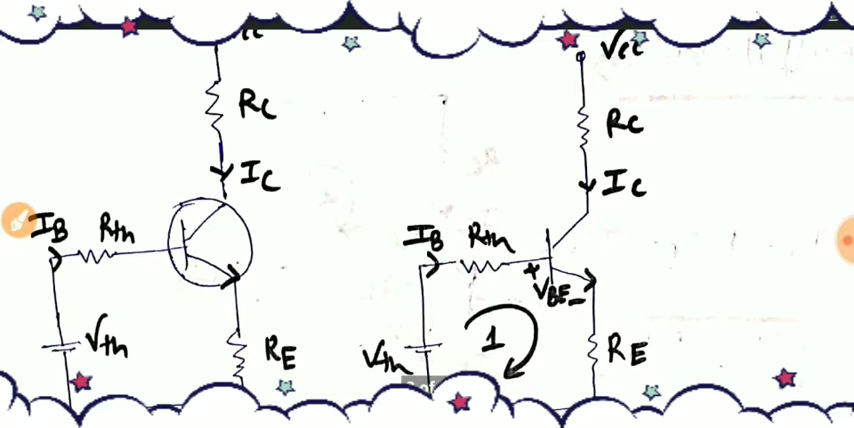 RC
IC
IB
Rth
Vth
RE
Vcc
RC
IC
IB
Rth
+
VBE-
Vth
1
RE